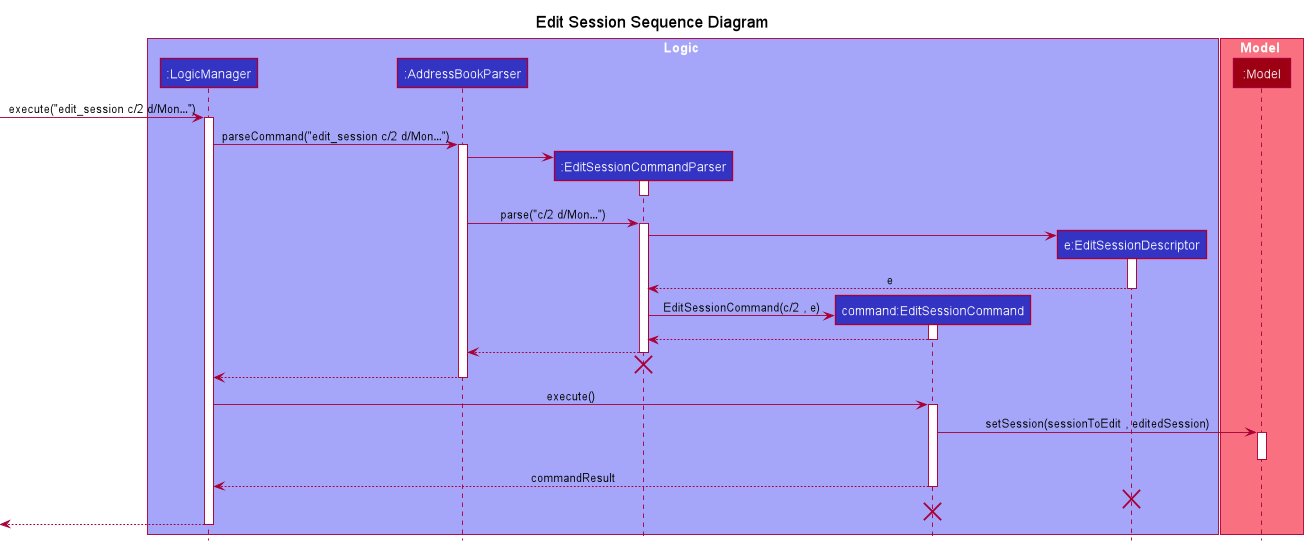 Edit Session Sequence Diagram
Logic
Model
:LogicManager
:AddressBookParser
:Model
execute("edit_session c/2 d/Mon...")
parseCommand("edit_session c/2 d/Mon...")
:EditSessionCommandParser
parse("c/2 d/Mon...")
e:EditSessionDescriptor
e
EditSessionCommand(c/2 , e)
command:EditSessionCommand
execute()
setSession(sessionToEdit , editedSession)
commandResult